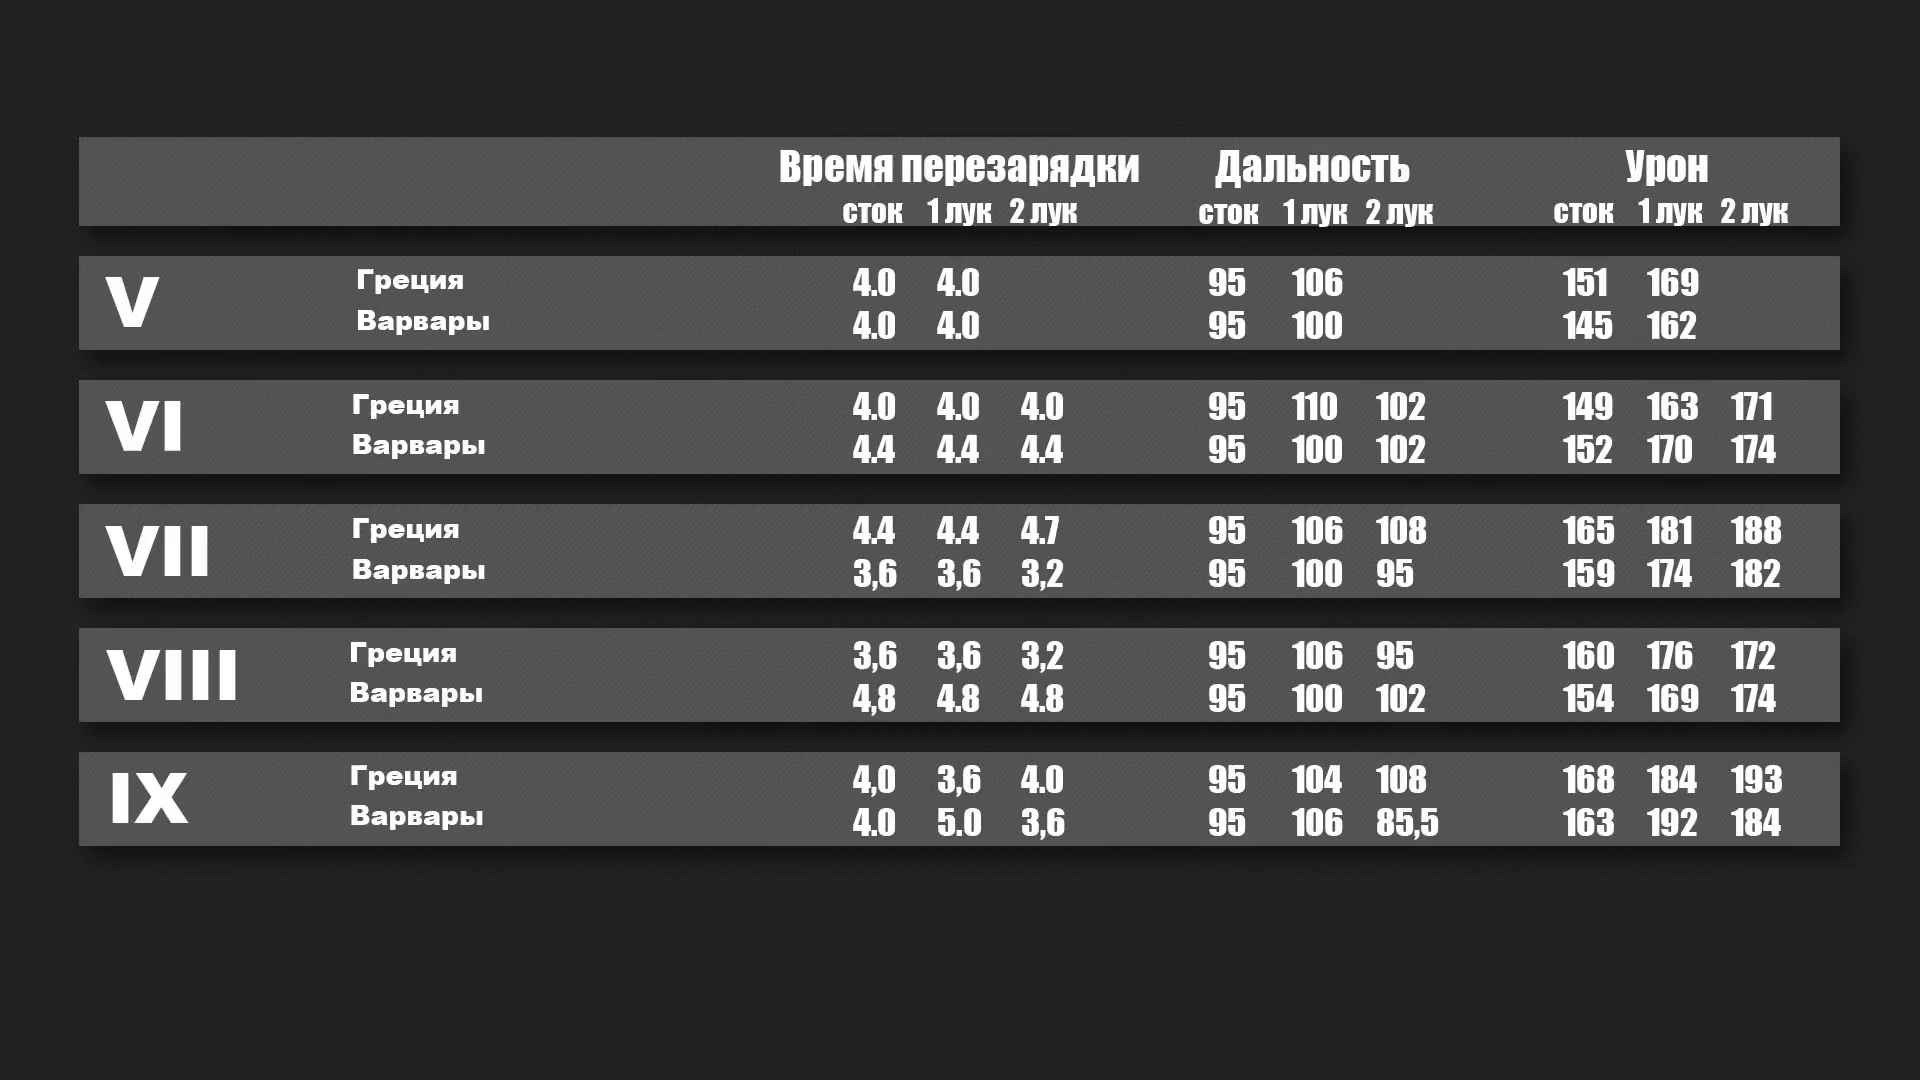 Время перезарядки Дальность Урон
сток 1 лук 2 лук сток 1 лук 2 лук сток 1 лук 2 лук
V
Греция 4.0 4.0 95 106 151 169
Варвары 4.0 4.0 95 100 145 162
VI
Греция 4.0 4.0 4.0 95 110 102 149 163 171
Варвары 4.4 4.4 4.4 95 100 102 152 170 174
VII
Греция 4.4 4.4 4.7 95 106 108 165 181 188
Варвары 3,6 3,6 3,2 95 100 95 159 174 182
VIII
Греция 3,6 3,6 3,2 95 106 95 160 176 172
Варвары 4,8 4.8 4.8 95 100 102 154 169 174
IX
Греция 4,0 3,6 4.0 95 104 108 168 184 193
Варвары 4.0 5.0 3,6 95 106 85,5 163 192 184